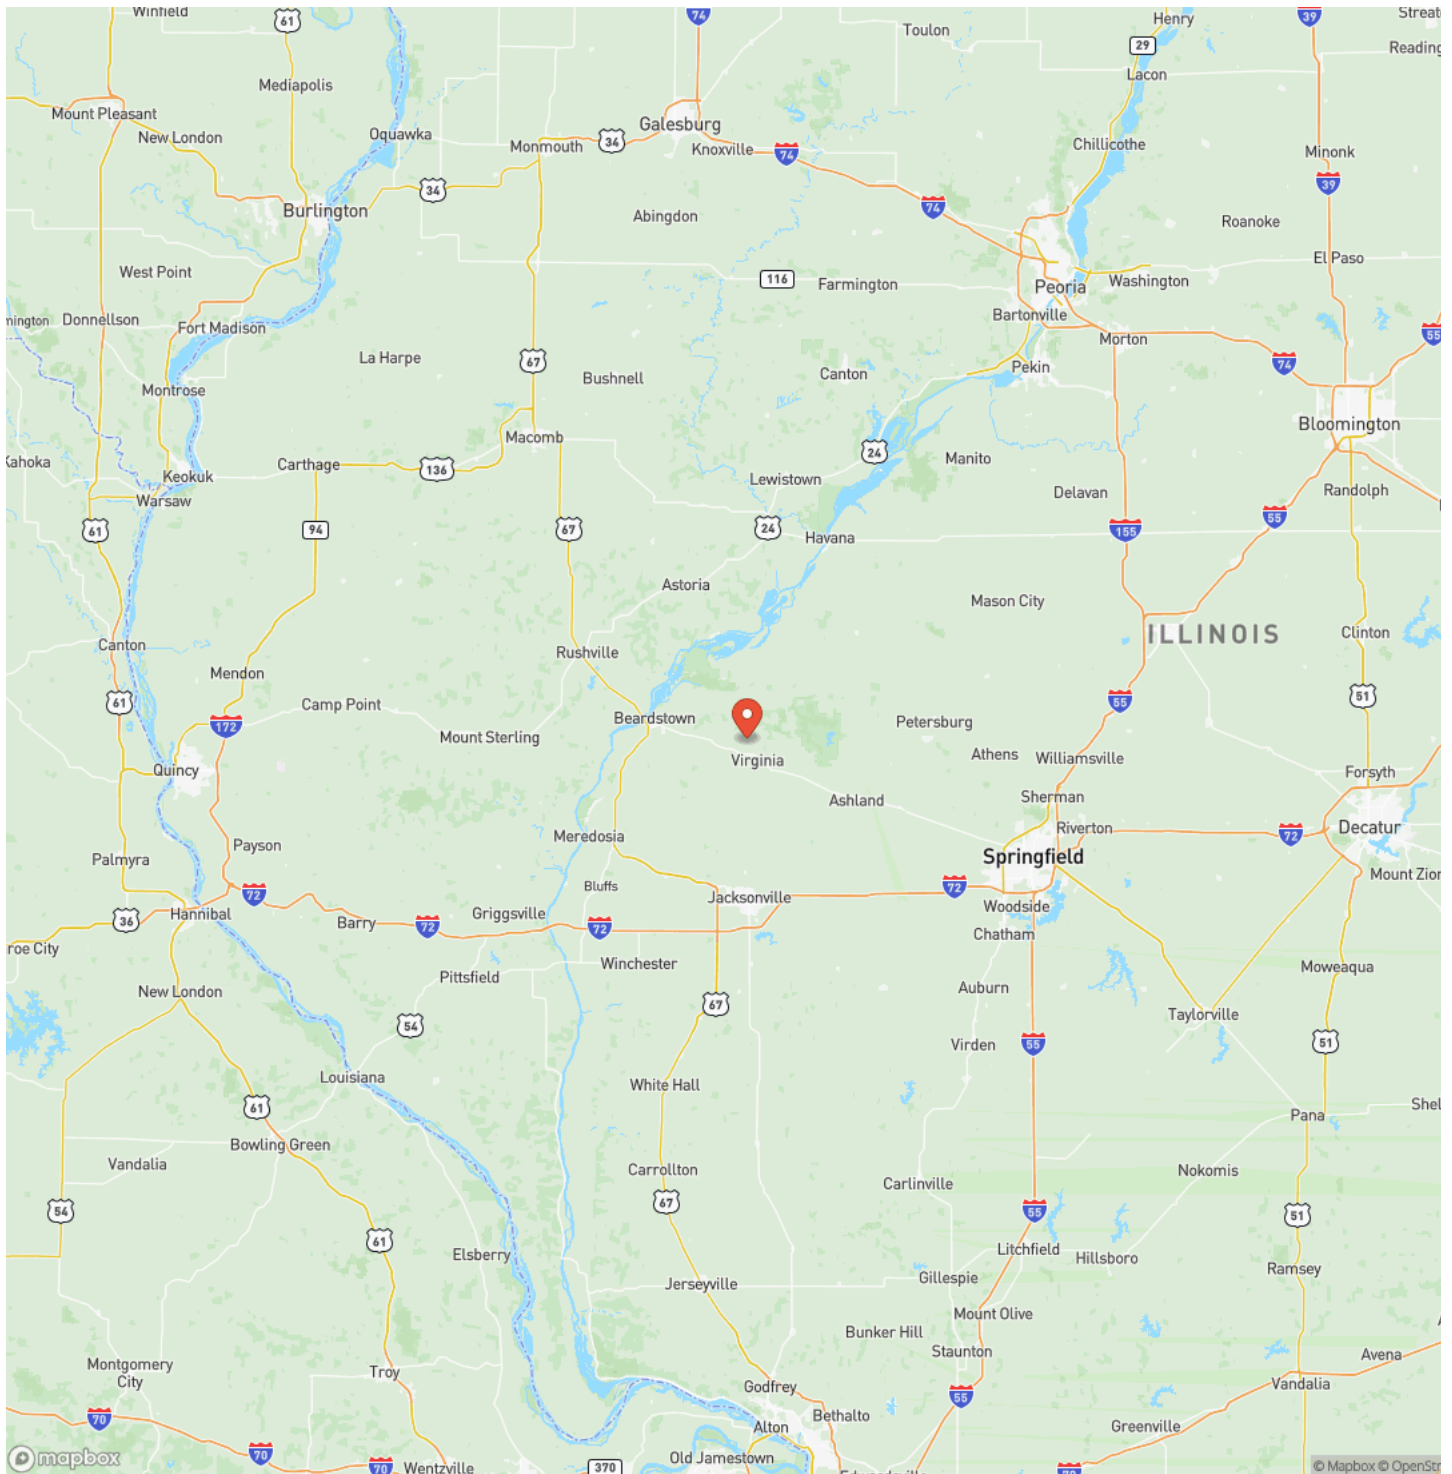 Winfield
61
74
Toulon
Henry
39
Streat
29
Reading
Lacon
Mediapolis
Mount Pleasant
New London
Oquawka
Galesburg
Monmouth
34
Knoxville
74
Chillicothe
Minonk
39
34
Burlington
Abingdon
74
Roanoke
West Point
116
Farmington
El Paso
Washington
Peoria
mington
Donnellson
Fort Madison
Bartonville
55
La Harpe
67
Morton
74
Bushnell
Canton
Pekin
Montrose
Bloomington
Macomb
24
Manito
Kahoka
Carthage
136
Keokuk
Lewistown
Delavan
Randolph
Warsaw
61
94
67
24
Havana
155
55
Astoria
Mason City
ILLINOIS
Clinton
Canton
Rushville
Mendon
61
172
Camp Point
55
51
Beardstown
Petersburg
Mount Sterling
Athens
Williamsville
Virginia
Quincy
Forsyth
Ashland
Sherman
Riverton
72
Decatur
Meredosia
Payson
Springfield
Palmyra
Mount Zion
72
Bluffs
Jacksonville
72
Woodside
36
Hannibal
Barry
72
Griggsville
72
Chatham
roe City
Winchester
Moweaqua
Pittsfield
New London
67
Auburn
54
Taylorville
Virden
55
51
Louisiana
White Hall
61
Pana
Shel
Bowling Green
Vandalia
Carrollton
Nokomis
Carlinville
54
67
55
51
61
Elsberry
Litchfield
Hillsboro
Ramsey
Jerseyville
Gillespie
Mount Olive
Bunker Hill
Staunton
Avena
Montgomery
City
Troy
Godfrey
55
Vandalia
70
Alton
Bethalto
Greenville
70
70
Wentzville
370
Old Jamestown
70
mapbox
© Mapbox © OpenStr